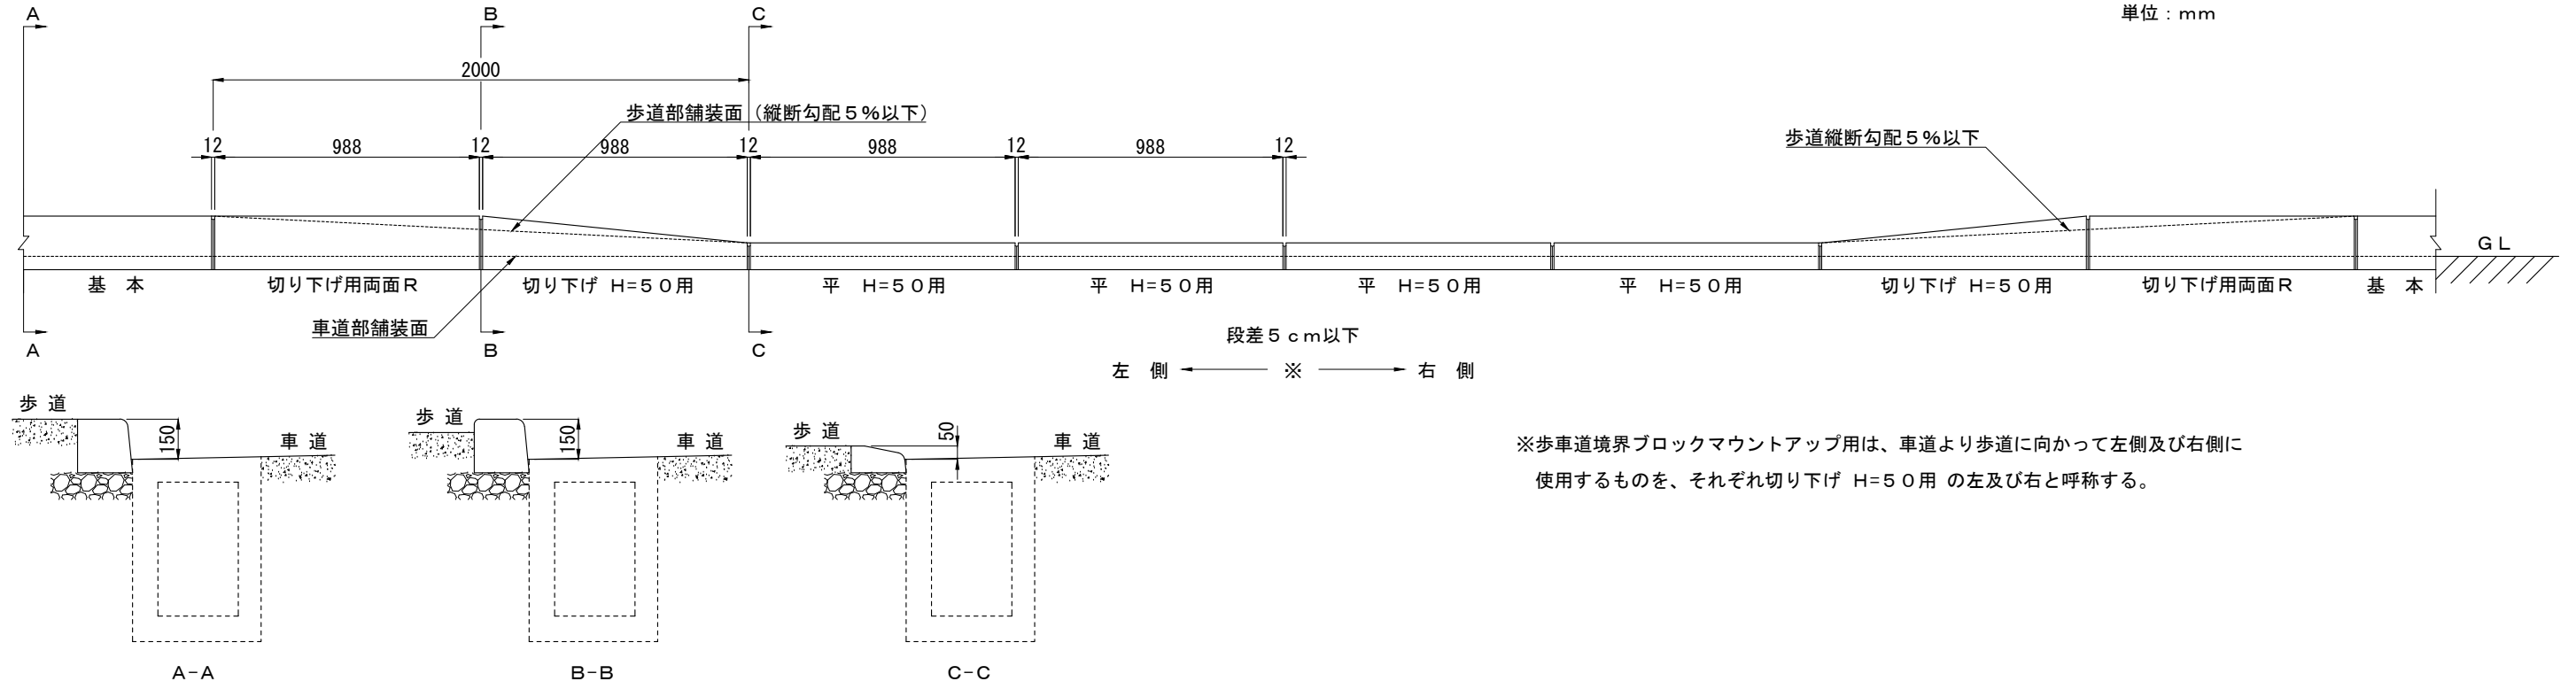 A B C 単位：mm
2000
歩道部舗装面（縦断勾配５％以下）
歩道縦断勾配５％以下
12 988 12 988 12 988 12 988 12
GL
基　本 切り下げ用両面R 切り下げ H=５０用 平　H=５０用 平　H=５０用 平　H=５０用 平　H=５０用 切り下げ H=５０用 切り下げ用両面R 基　本
車道部舗装面
A B C
段差５ｃｍ以下
左　側 ※ 右　側
歩 道 150 車 道
歩 道 150 車 道
歩 道 50 車 道
※歩車道境界ブロックマウントアップ用は、車道より歩道に向かって左側及び右側に
使用するものを、それぞれ切り下げ H=５０用 の左及び右と呼称する。
A-A B-B C-C